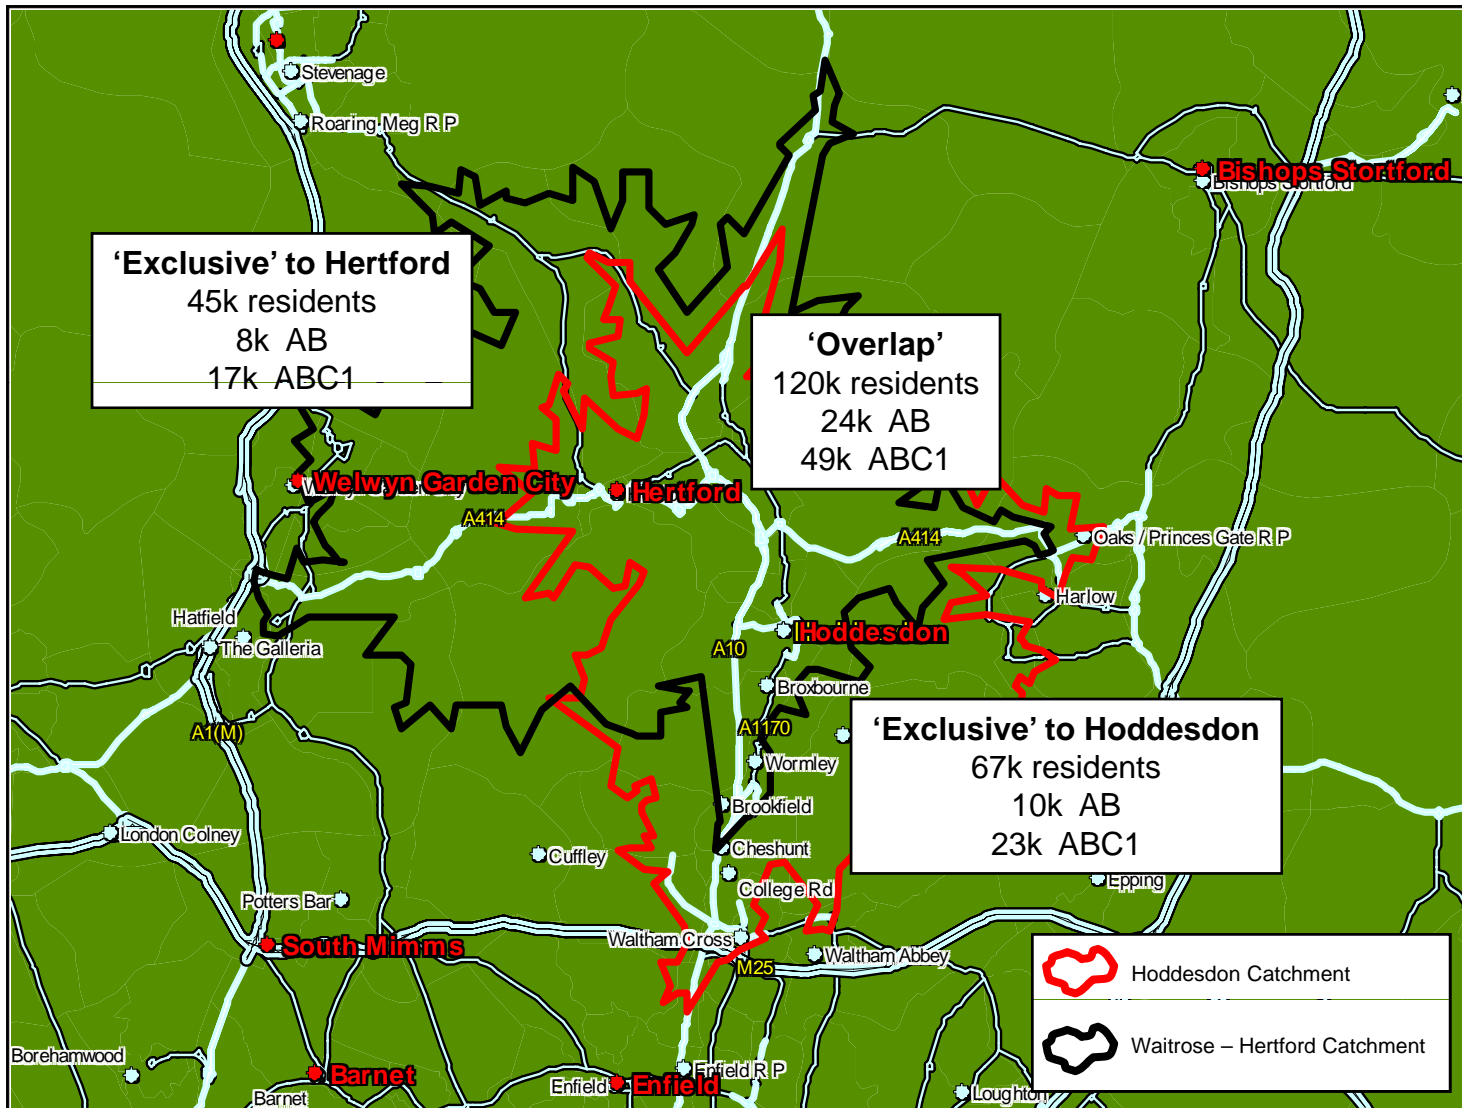 Stevenage
Roaring Meg R P
Bishops Stortford
Bishops Stortford
'Exclusive' to Hertford
45k residents
8k AB
17k ABC1
'Overlap'
120k residents
24k AB
49k ABC1
Welwyn Garden City
Hertford
A414
A414
Oaks / Princes Gate R P
Harlow
Hatfield
The Galleria
Hoddesdon
A10
Broxbourne
A1(M)
A1170
'Exclusive' to Hoddesdon
67k residents
10k AB
23k ABC1
Wormley
Brookfield
London Colney
Cuffley
Cheshunt
College Rd
Epping
Potters Bar
South Mimms
Waltham Cross
Waltham Abbey
M25
Hoddesdon Catchment
Waitrose – Hertford Catchment
Borehamwood
Barnet
Barnet
Enfield R P
Enfield
Enfield
Loughton